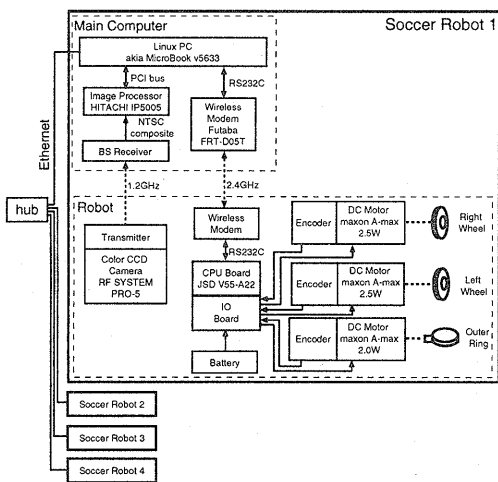 Soccer Robot 1
Main Computer
Linux PC
akia MicroBook v5633
PCI bus
RS232C
Image Processor
HITACHI IP5005
Wireless
Modem
Futaba
FRT-D05T
NTSC
composite
BS Receiver
Ethernet
1.2GHz
2.4GHz
hub
Robot
Transmitter
Color CCD
Camera
RF SYSTEM
PRO-5
Wireless
Modem
RS232C
CPU Board
JSD V55-A22
IO
Board
Battery
Encoder
DC Motor
maxon A-max
2.5W
Right
Wheel
Encoder
DC Motor
maxon A-max
2.5W
Left
Wheel
Encoder
DC Motor
maxon A-max
2.0W
Outer
Ring
Soccer Robot 2
Soccer Robot 3
Soccer Robot 4